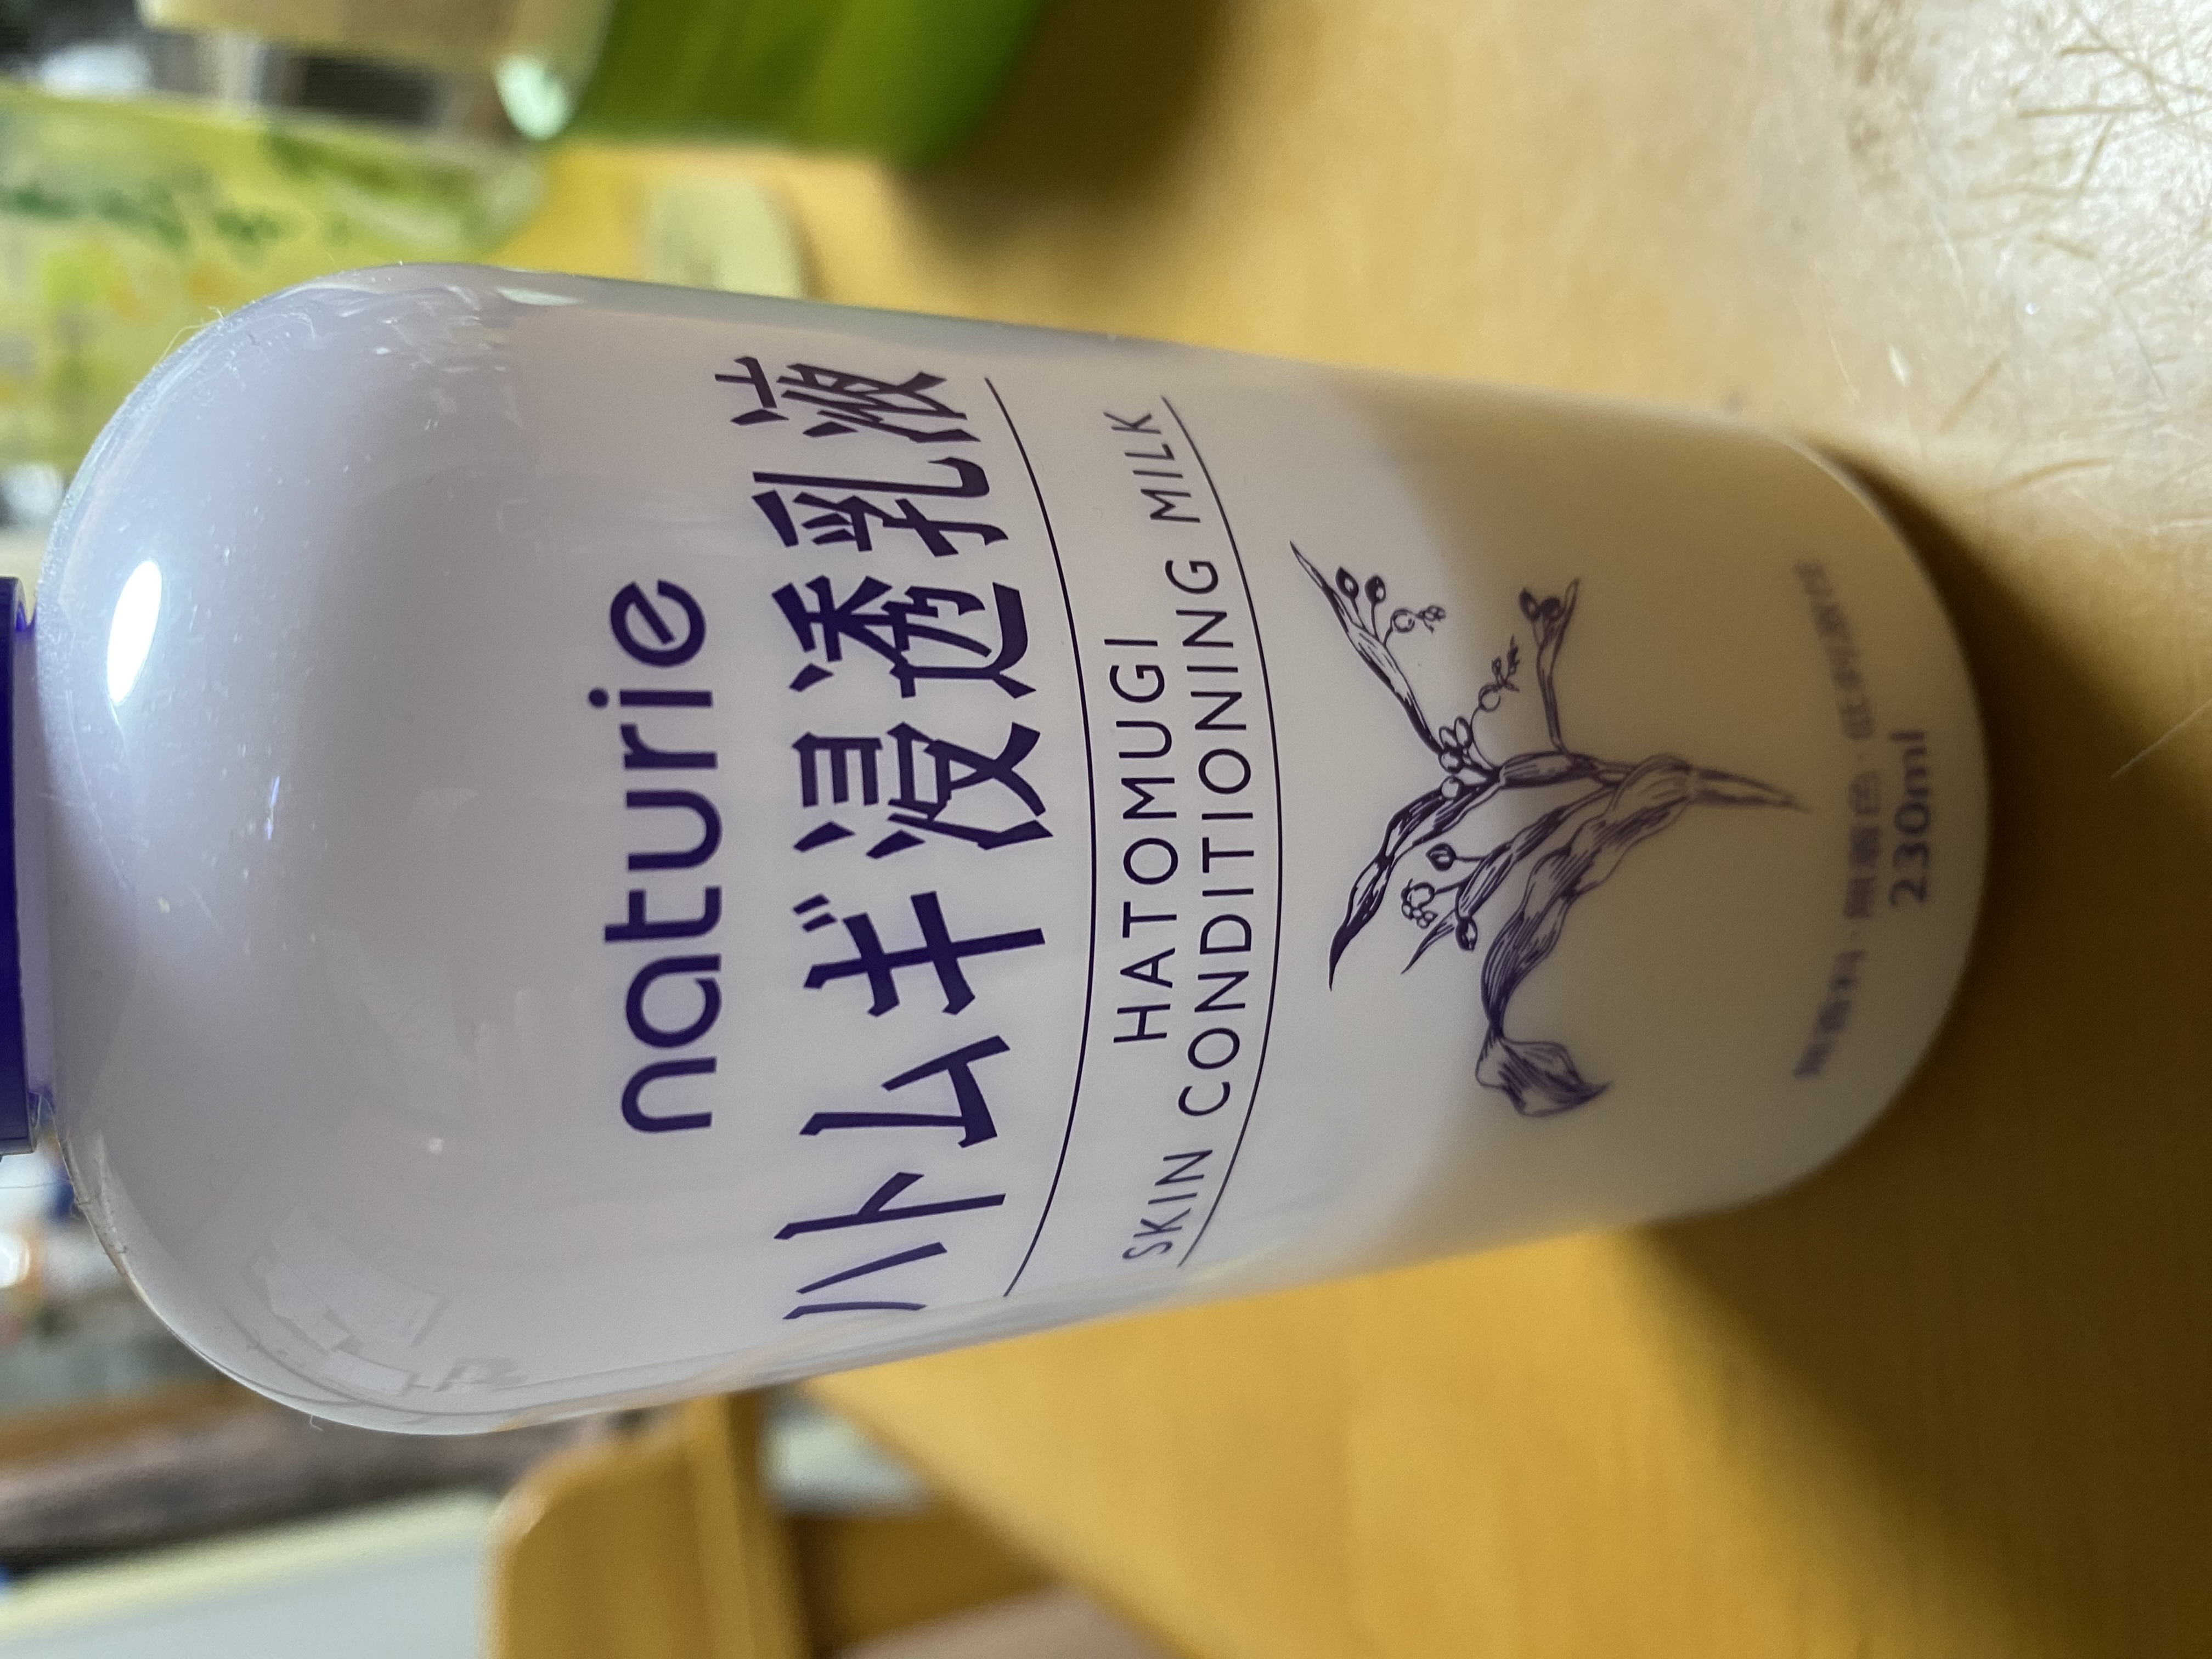 naturie
ハトムギ浸透乳液
HATOMUGI
SKIN CONDITIONING MILK
無香料・無着色・低刺激性
230ml